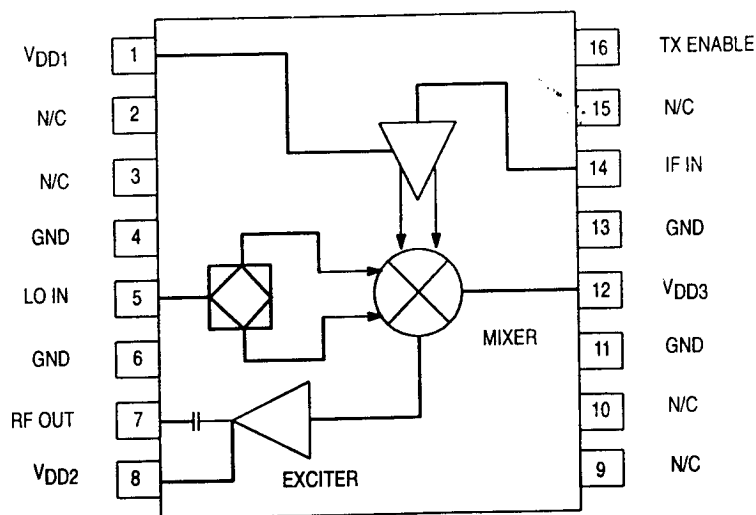 VDD1 1
N/C 2
N/C 3
GND 4
LO IN 5
GND 6
RF OUT 7
VDD2 8
16 TX ENABLE
15 N/C
14 IF IN
13 GND
12 VDD3
11 GND
10 N/C
9 N/C
MIXER
EXCITER